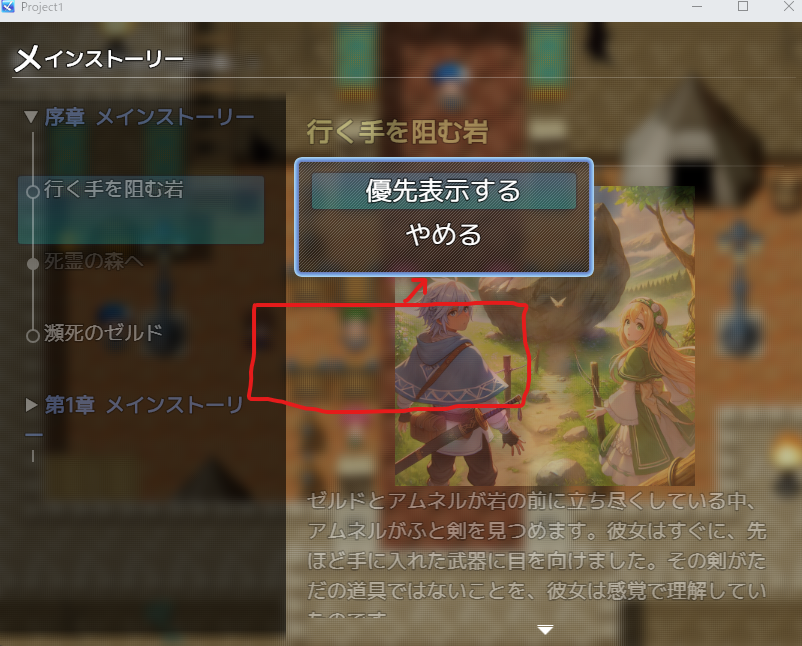 Project1
メインストーリー
▼序章 メインストーリー
行く手を阻む岩
死霊の森へ
瀕死のゼルド
▶第1章 メインストーリ
ー
行く手を阻む岩
優先表示する
やめる
ゼルドとアムネルが岩の前に立ち尽くしている中、
アムネルがふと剣を見つめます。彼女はすぐに、先
ほど手に入れた武器に目を向けました。その剣がた
だの道具ではないことを、彼女は感覚で理解してい
たのです